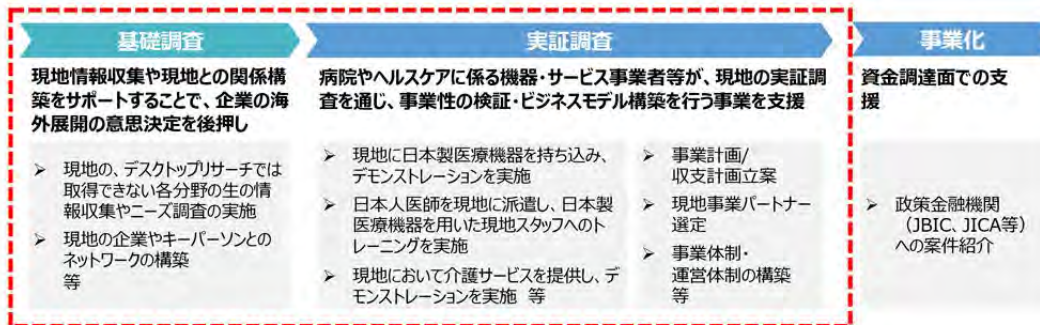 基礎調査
実証調査
事業化
現地情報収集や現地との関係構
築をサポートすることで、企業の海
外展開の意思決定を後押し
病院やヘルスケアに係る機器・サービス事業者等が、現地の実証調
査を通じ、事業性の検証・ビジネスモデル構築を行う事業を支援
資金調達面での支
援
➢ 現地の、デスクトップリサーチでは
取得できない各分野の生の情
報収集やニーズ調査の実施
➢ 現地の企業やキーパーソンとの
ネットワークの構築
等
➢ 現地に日本製医療機器を持ち込み、
デモンストレーションを実施
➢ 日本人医師を現地に派遣し、日本製
医療機器を用いた現地スタッフへのト
レーニングを実施
➢ 現地において介護サービスを提供し、デ
モンストレーションを実施 等
➢ 事業計画/
収支計画立案
➢ 現地事業パートナー
選定
➢ 事業体制・
運営体制の構築
等
➢ 政策金融機関
（JBIC、JICA等）
への案件紹介